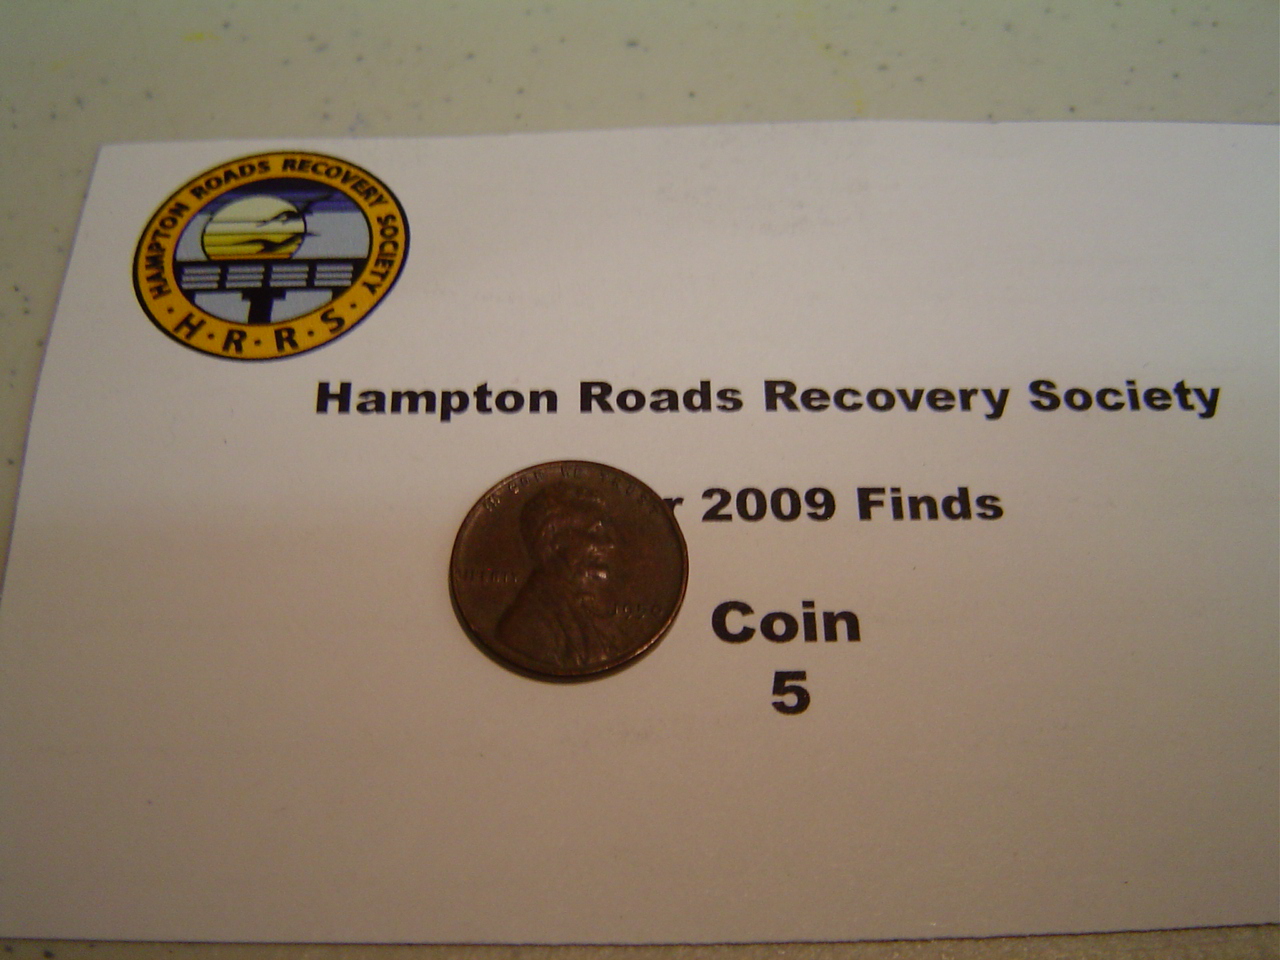 HAMPTON ROADS RECOVERY SOCIETY
· H · R · R · S ·
Hampton Roads Recovery Society
r 2009 Finds
LIBERTY
Coin
5